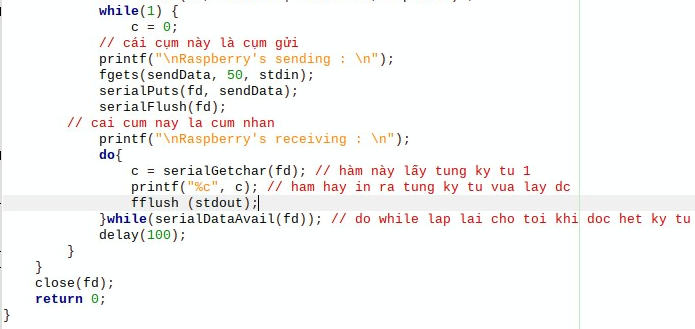 while(1) {
c = 0;
// cái cụm này là cụm gửi
printf("\nRaspberry's sending : \n");
fgets(sendData, 50, stdin);
serialPuts(fd, sendData);
serialFlush(fd);
// cai cum nay la cum nhan
printf("\nRaspberry's receiving : \n");
do{
c = serialGetchar(fd); // hàm này lấy tung ky tu 1
printf("%c", c); // ham hay in ra tung ky tu vua lay dc
fflush (stdout);
}while(serialDataAvail(fd)); // do while lap lai cho toi khi doc het ky tu
delay(100);
}
}
close(fd);
return 0;
}